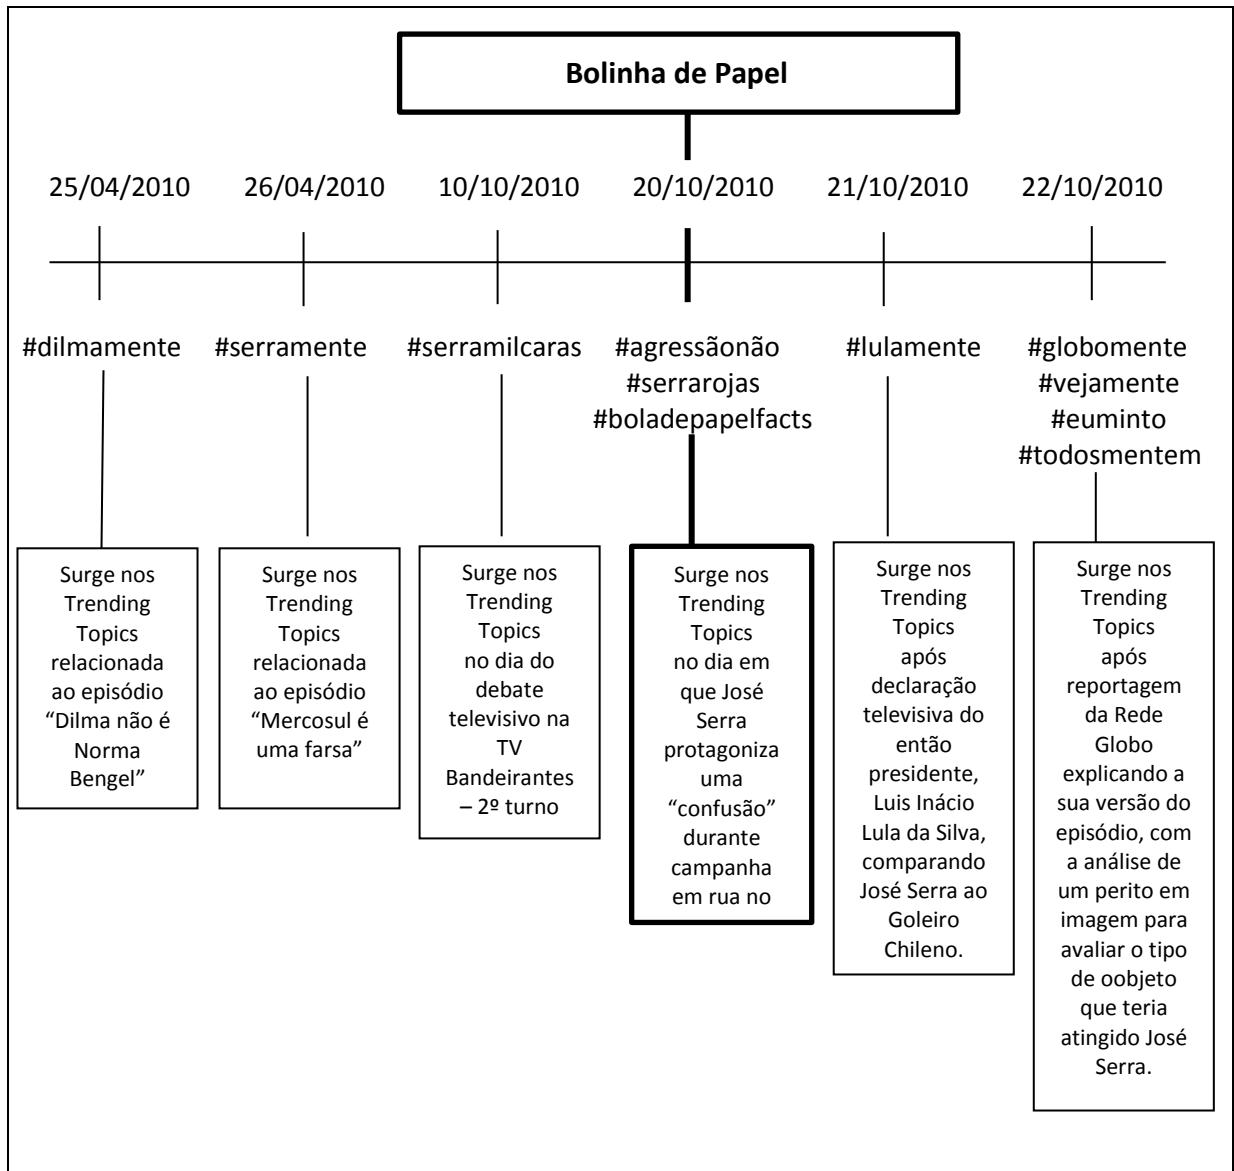 Bolinha de Papel
25/04/2010 26/04/2010 10/10/2010 20/10/2010 21/10/2010 22/10/2010
#dilmamente #serramente #serramilcaras #agressãonão #lulamente #globomente
#serrarojas #vejamente
#boladepapelfacts #euminto
#todosmentem
Surge nos
Trending
Topics
relacionada
ao episódio
“Dilma não é
Norma
Bengel”
Surge nos
Trending
Topics
relacionada
ao episódio
“Mercosul é
uma farsa”
Surge nos
Trending
Topics
no dia do
debate
televisivo na
TV
Bandeirantes
– 2º turno
Surge nos
Trending
Topics
no dia em
que José
Serra
protagoniza
uma
“confusão”
durante
campanha
em rua no
Surge nos
Trending
Topics
após
declaração
televisiva do
então
presidente,
Luis Inácio
Lula da Silva,
comparando
José Serra ao
Goleiro
Chileno.
Surge nos
Trending
Topics
após
reportagem
da Rede
Globo
explicando a
sua versão do
episódio, com
a análise de
um perito em
imagem para
avaliar o tipo
de oobjeto
que teria
atingido José
Serra.